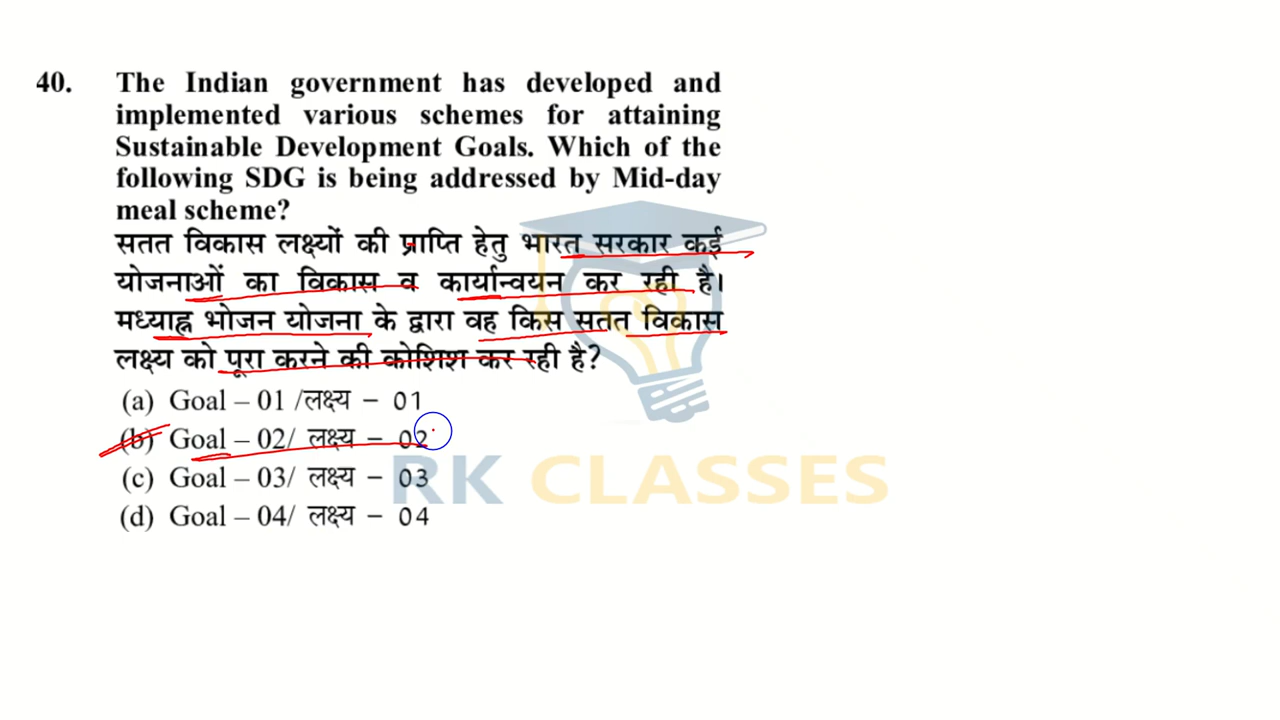 40. The Indian government has developed and
implemented various schemes for attaining
Sustainable Development Goals. Which of the
following SDG is being addressed by Mid-day
meal scheme?
सतत विकास लक्ष्यों की प्राप्ति हेतु भारत सरकार कई
योजनाओं का विकास व कार्यान्वयन कर रही है।
मध्याह्न भोजन योजना के द्वारा वह किस सतत विकास
लक्ष्य को पूरा करने की कोशिश कर रही है?
(a) Goal – 01 /लक्ष्य – 01
(b) Goal – 02/ लक्ष्य – 02
(c) Goal – 03/ लक्ष्य – 03
(d) Goal – 04/ लक्ष्य – 04
RK CLASSES